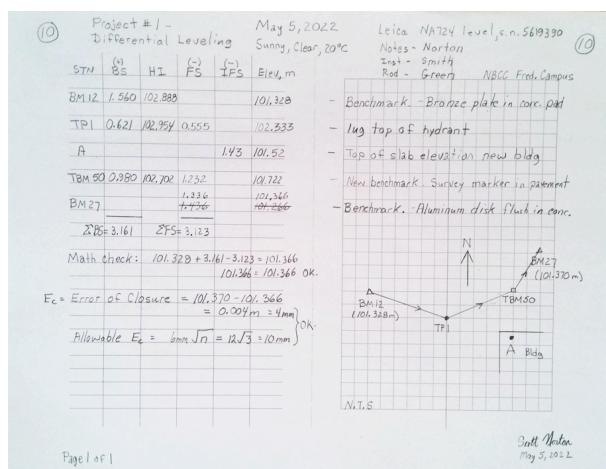 10
Project #1 -
Differential Leveling
May 5, 2022
Sunny, Clear, 20°C
Leica NA724 level, s.n. 5619390
Notes - Norton
Inst - Smith
Rod - Green
NBCC Fred. Campus
10
STN (+) BS HI (-) FS (-) IFS Elev, m
BM12 1.560 102.888 101.328 - Benchmark. - Bronze plate in conc. pad
TP1 0.621 102.954 0.555 102.333 - lug top of hydrant
A 1.43 101.52 - Top of slab elevation new bldg
TBM 50 0.980 102.702 1.232 101.722 - New benchmark. Survey marker in pavement
1.336 101.366
BM27 1.436 101.266 - Benchmark. - Aluminum disk flush in conc.
ΣBS= 3.161 ΣFS= 3.123
Math check: 101.328 + 3.161 - 3.123 = 101.366
101.366 = 101.366 OK.
Ec = Error of Closure = 101.370 - 101.366
= 0.004m = 4mm
Allowable Ec = 6mm √n = 12√3 = 10mm
OK.
N
BM27
(101.370m)
BM12
(101.328m)
TBM50
TP1
A Bldg
N.T.S
Scott Norton
May 5, 2022
Page 1 of 1